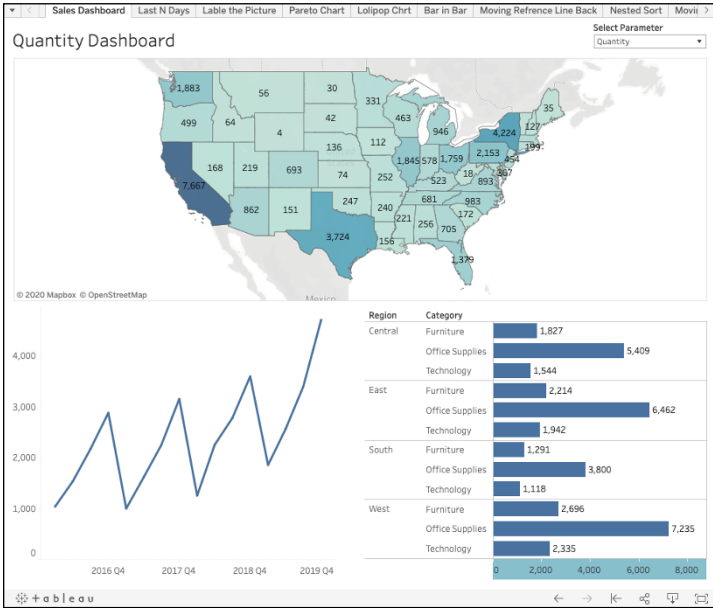 Sales Dashboard Last N Days Lable the Picture Pareto Chart Lolipop Chrt Bar in Bar Moving Refrence Line Back Nested Sort
Quantity Dashboard
Select Parameter
Quantity
1,883 56 30 331 35
499 64 42 463 946 4,224 127
4 136 112 199
168 219 693 74 252 1,845 578 1,759 2,153 454
7,667 523 18 893 367
862 151 247 240 681 983
3,724 156 221 256 705 172
1,379
© 2020 Mapbox © OpenStreetMap
Mexico
4,000
3,000
2,000
1,000
0
2016 Q4 2017 Q4 2018 Q4 2019 Q4
Region Category
Central Furniture 1,827
Office Supplies 5,409
Technology 1,544
East Furniture 2,214
Office Supplies 6,462
Technology 1,942
South Furniture 1,291
Office Supplies 3,800
Technology 1,118
West Furniture 2,696
Office Supplies 7,235
Technology 2,335
0 2,000 4,000 6,000 8,000
+ a b l e a u